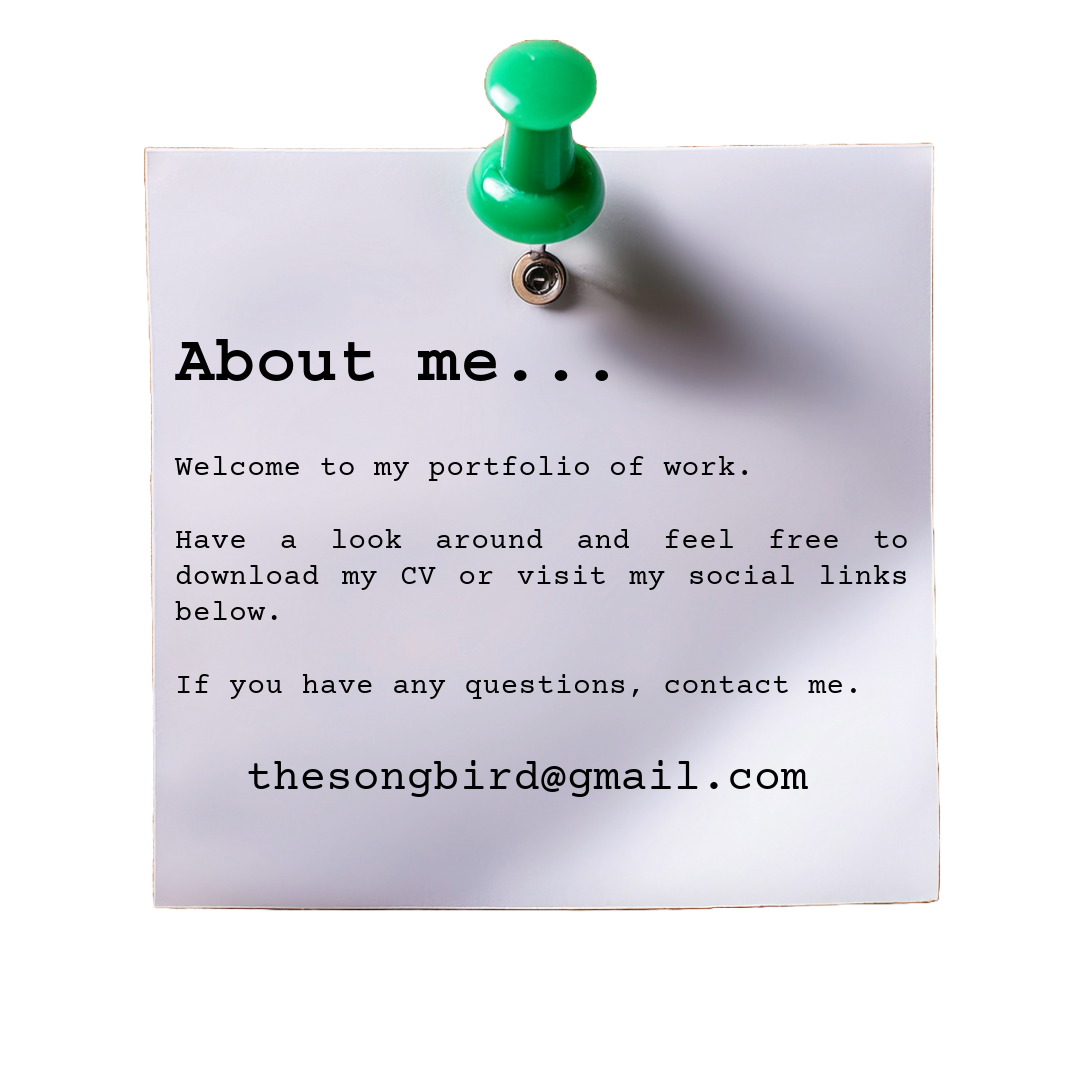 About me...
Welcome to my portfolio of work.
Have a look around and feel free to
download my CV or visit my social links
below.
If you have any questions, contact me.
thesongbird@gmail.com